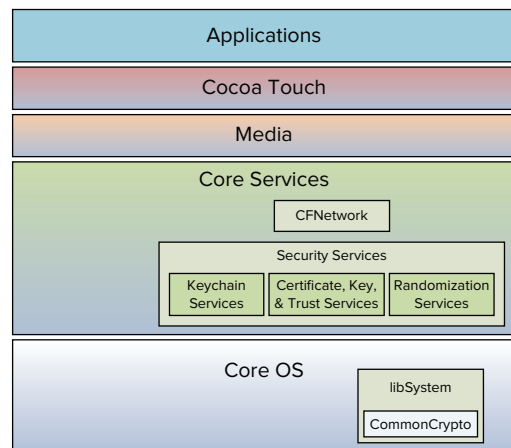 Applications
Cocoa Touch
Media
Core Services
CFNetwork
Security Services
Keychain
Services
Certificate, Key,
& Trust Services
Randomization
Services
Core OS
libSystem
CommonCrypto